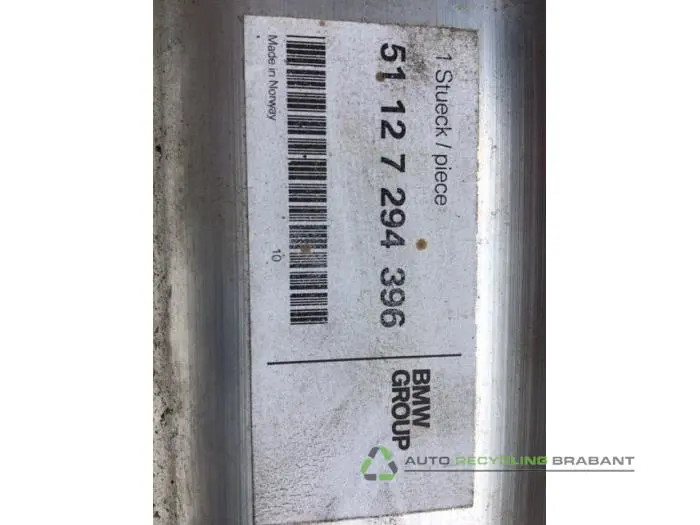 1 Stueck / piece
51 12 7 294 396
Made in Norway
10
BMW
GROUP
AUTO RECYCLING BRABANT